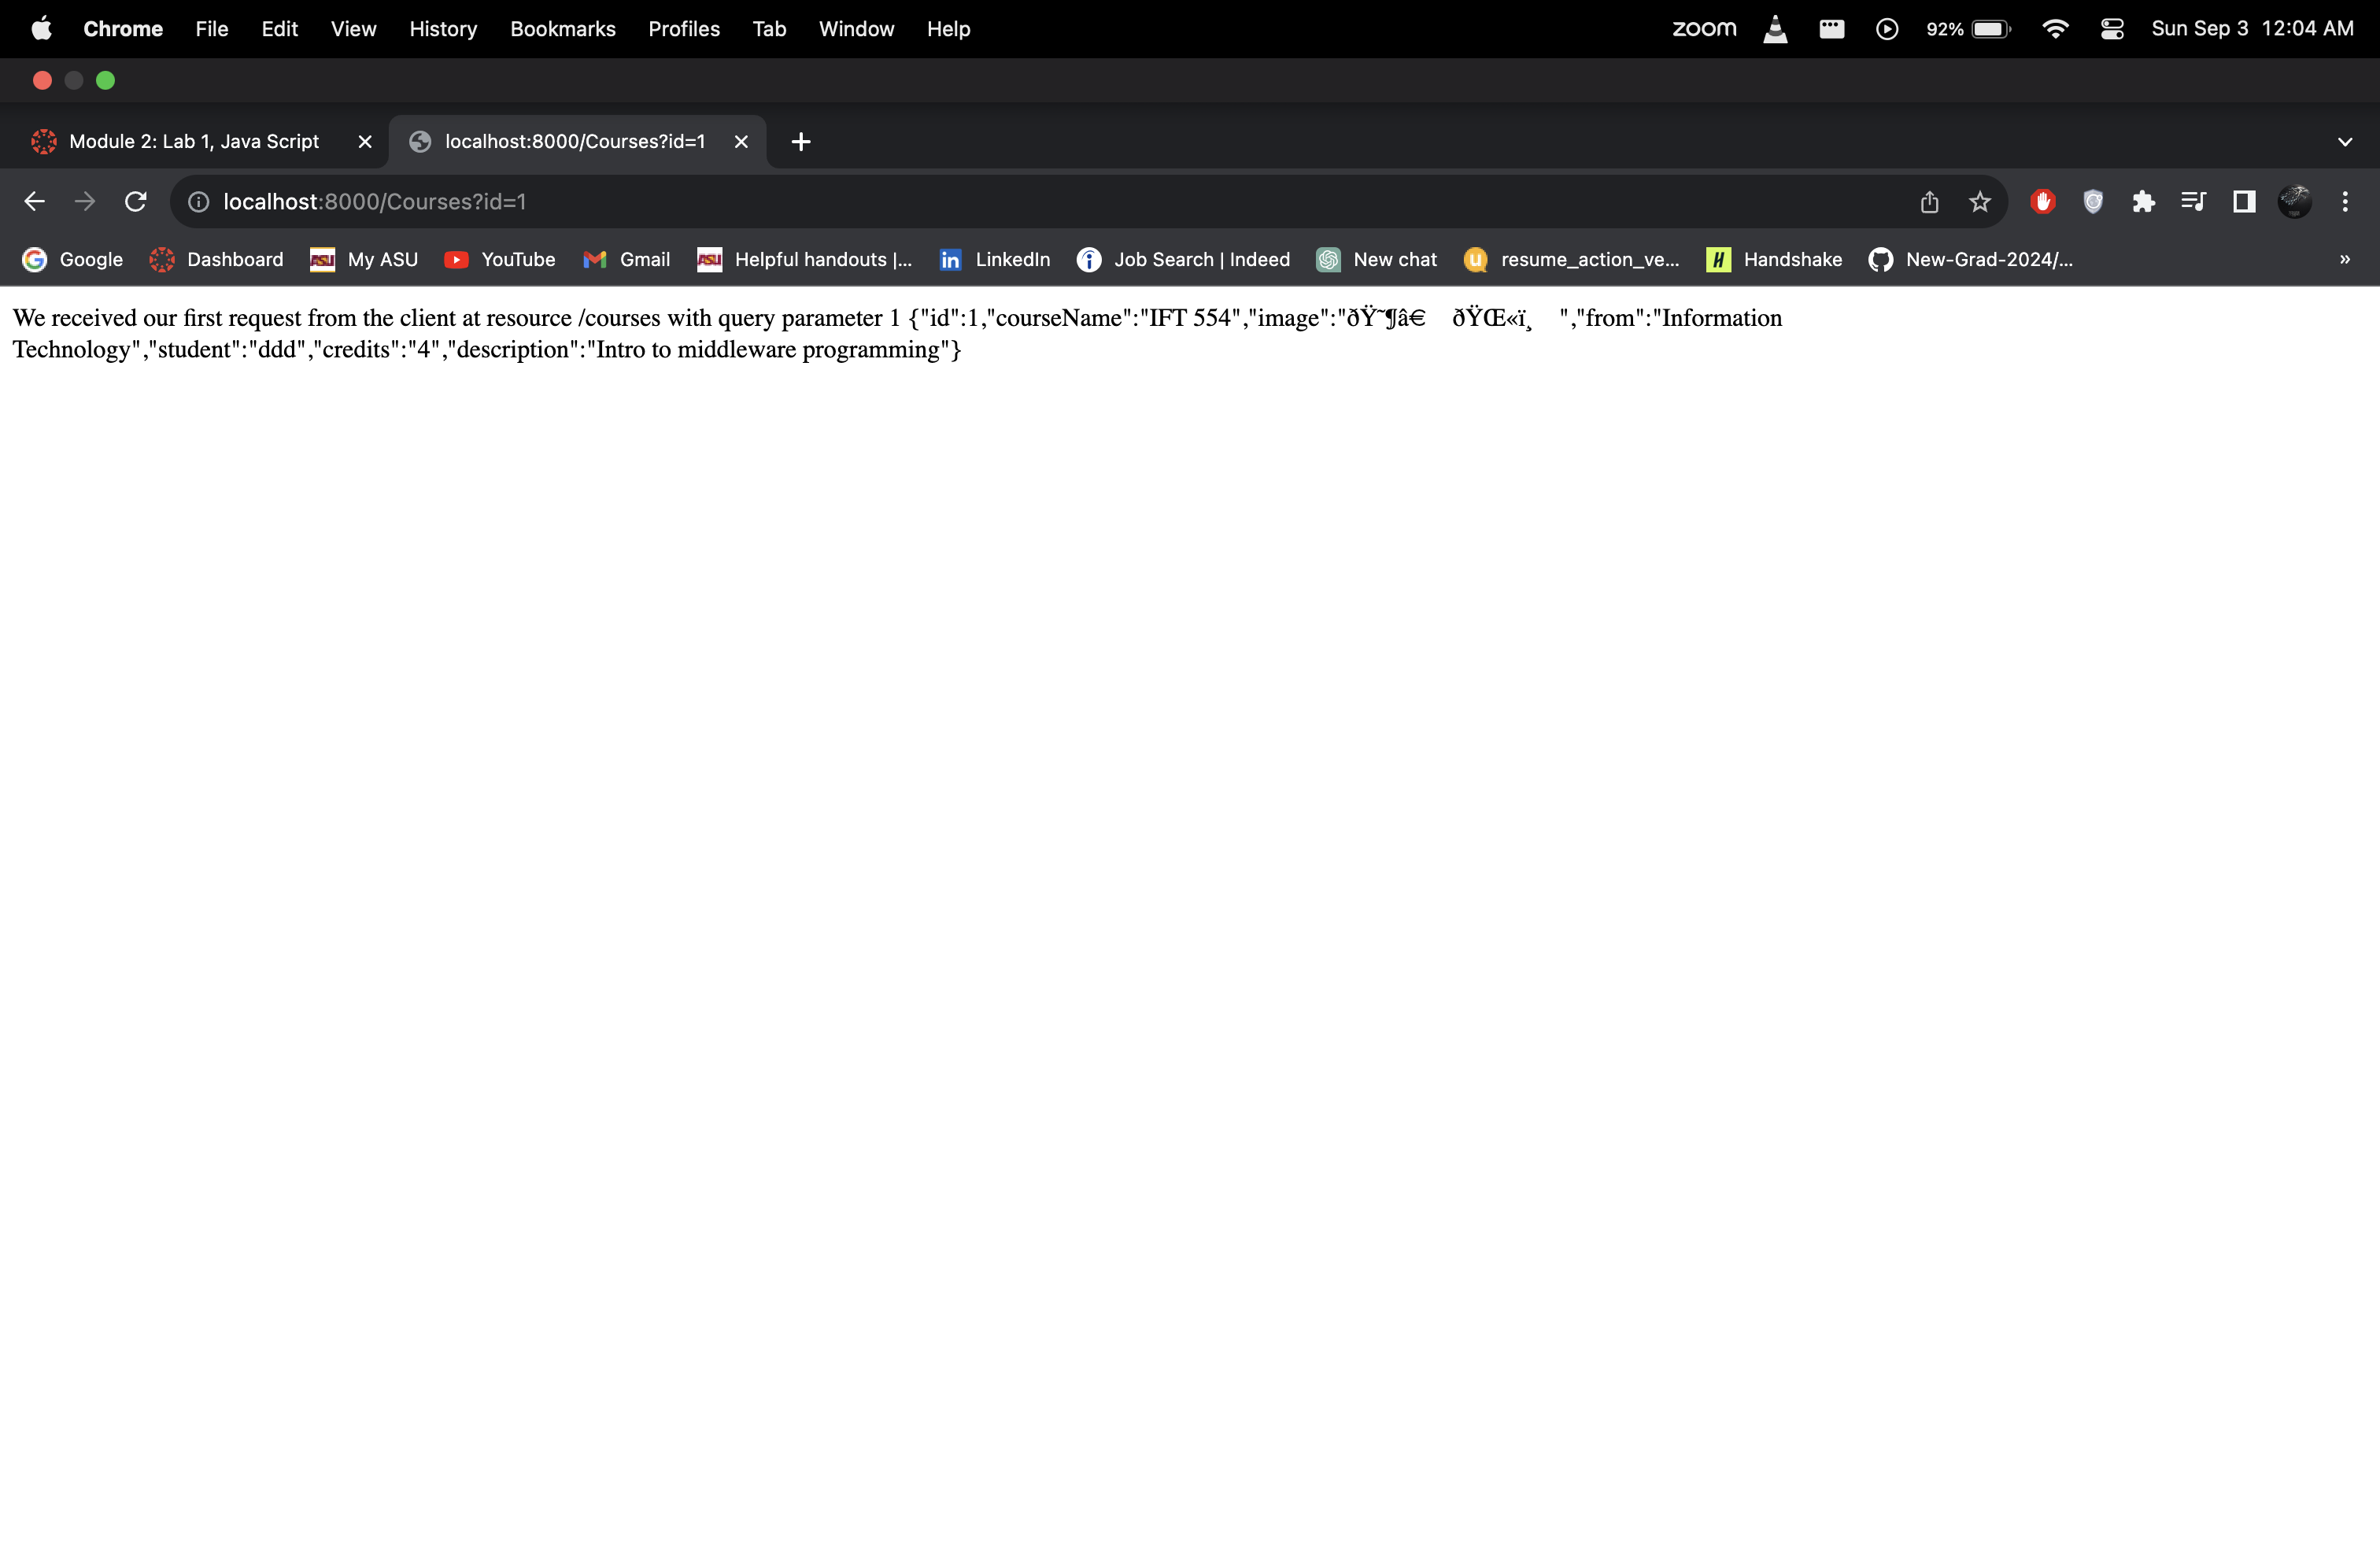 Chrome File Edit View History Bookmarks Profiles Tab Window Help zoom 92% Sun Sep 3 12:04 AM
Module 2: Lab 1, Java Script localhost:8000/Courses?id=1
localhost:8000/Courses?id=1
Google Dashboard ASU My ASU YouTube Gmail ASU Helpful handouts |... in LinkedIn Job Search | Indeed New chat u resume_action_ve... H Handshake New-Grad-2024/... »
We received our first request from the client at resource /courses with query parameter 1 {"id":1,"courseName":"IFT 554","image":"ðŸ˜¶â€ ðŸŒ«ï¸ ","from":"Information
Technology","student":"ddd","credits":"4","description":"Intro to middleware programming"}